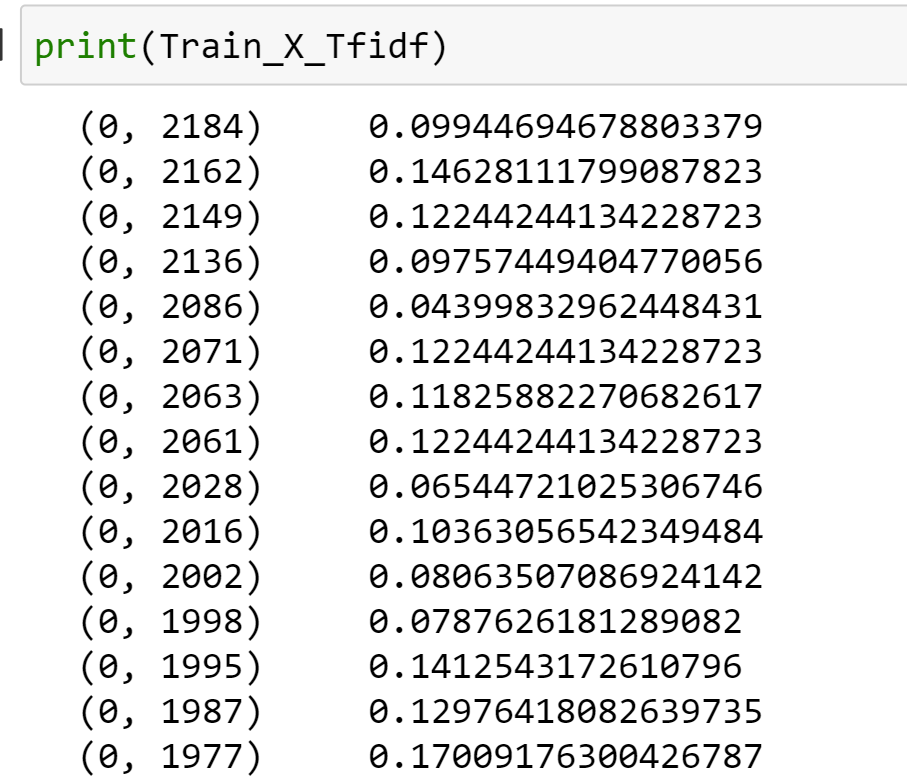 print(Train_X_Tfidf)
(0, 2184) 0.09944694678803379
(0, 2162) 0.14628111799087823
(0, 2149) 0.12244244134228723
(0, 2136) 0.09757449404770056
(0, 2086) 0.04399832962448431
(0, 2071) 0.12244244134228723
(0, 2063) 0.11825882270682617
(0, 2061) 0.12244244134228723
(0, 2028) 0.06544721025306746
(0, 2016) 0.10363056542349484
(0, 2002) 0.08063507086924142
(0, 1998) 0.0787626181289082
(0, 1995) 0.1412543172610796
(0, 1987) 0.12976418082639735
(0, 1977) 0.17009176300426787